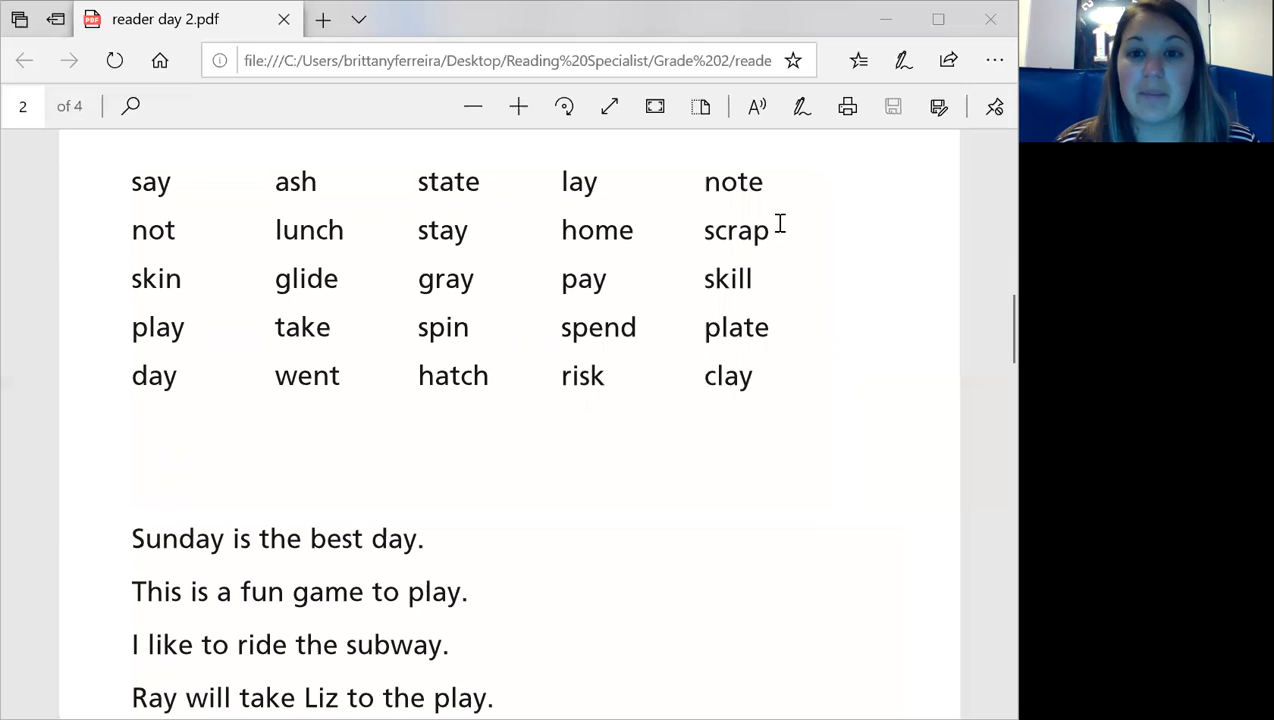 reader day 2.pdf
file:///C:/Users/brittanyferreira/Desktop/Reading%20Specialist/Grade%202/reade
2 of 4
say ash state lay note
not lunch stay home scrap
skin glide gray pay skill
play take spin spend plate
day went hatch risk clay
Sunday is the best day.
This is a fun game to play.
I like to ride the subway.
Ray will take Liz to the play.